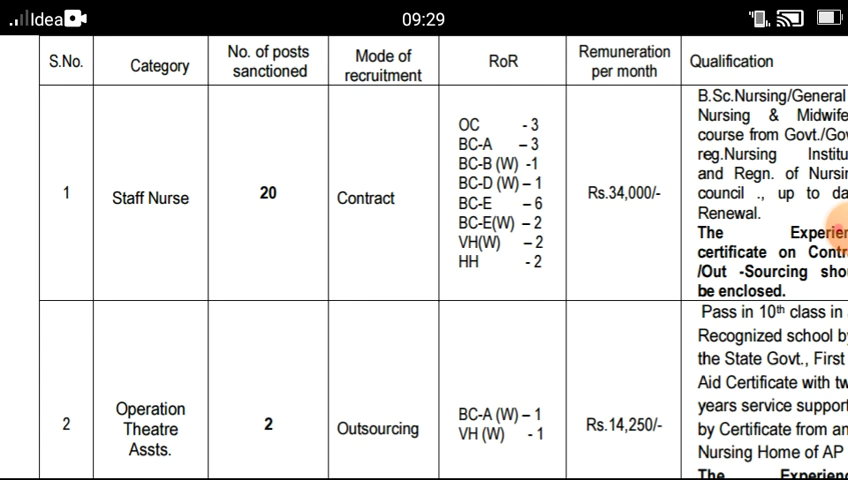 Idea
09:29
S.No.
Category
No. of posts
sanctioned
Mode of
recruitment
RoR
Remuneration
per month
Qualification
1
Staff Nurse
20
Contract
OC - 3
BC-A – 3
BC-B (W) -1
BC-D (W) – 1
BC-E – 6
BC-E(W) – 2
VH(W) – 2
HH - 2
Rs.34,000/-
B.Sc.Nursing/General
Nursing & Midwife
course from Govt./Gov
reg.Nursing Institu
and Regn. of Nursin
council ., up to da
Renewal.
The Experien
certificate on Contr
/Out -Sourcing shou
be enclosed.
2
Operation
Theatre
Assts.
2
Outsourcing
BC-A (W) – 1
VH (W) - 1
Rs.14,250/-
Pass in 10th class in
Recognized school by
the State Govt., First
Aid Certificate with tw
years service support
by Certificate from an
Nursing Home of AP
The Experienc